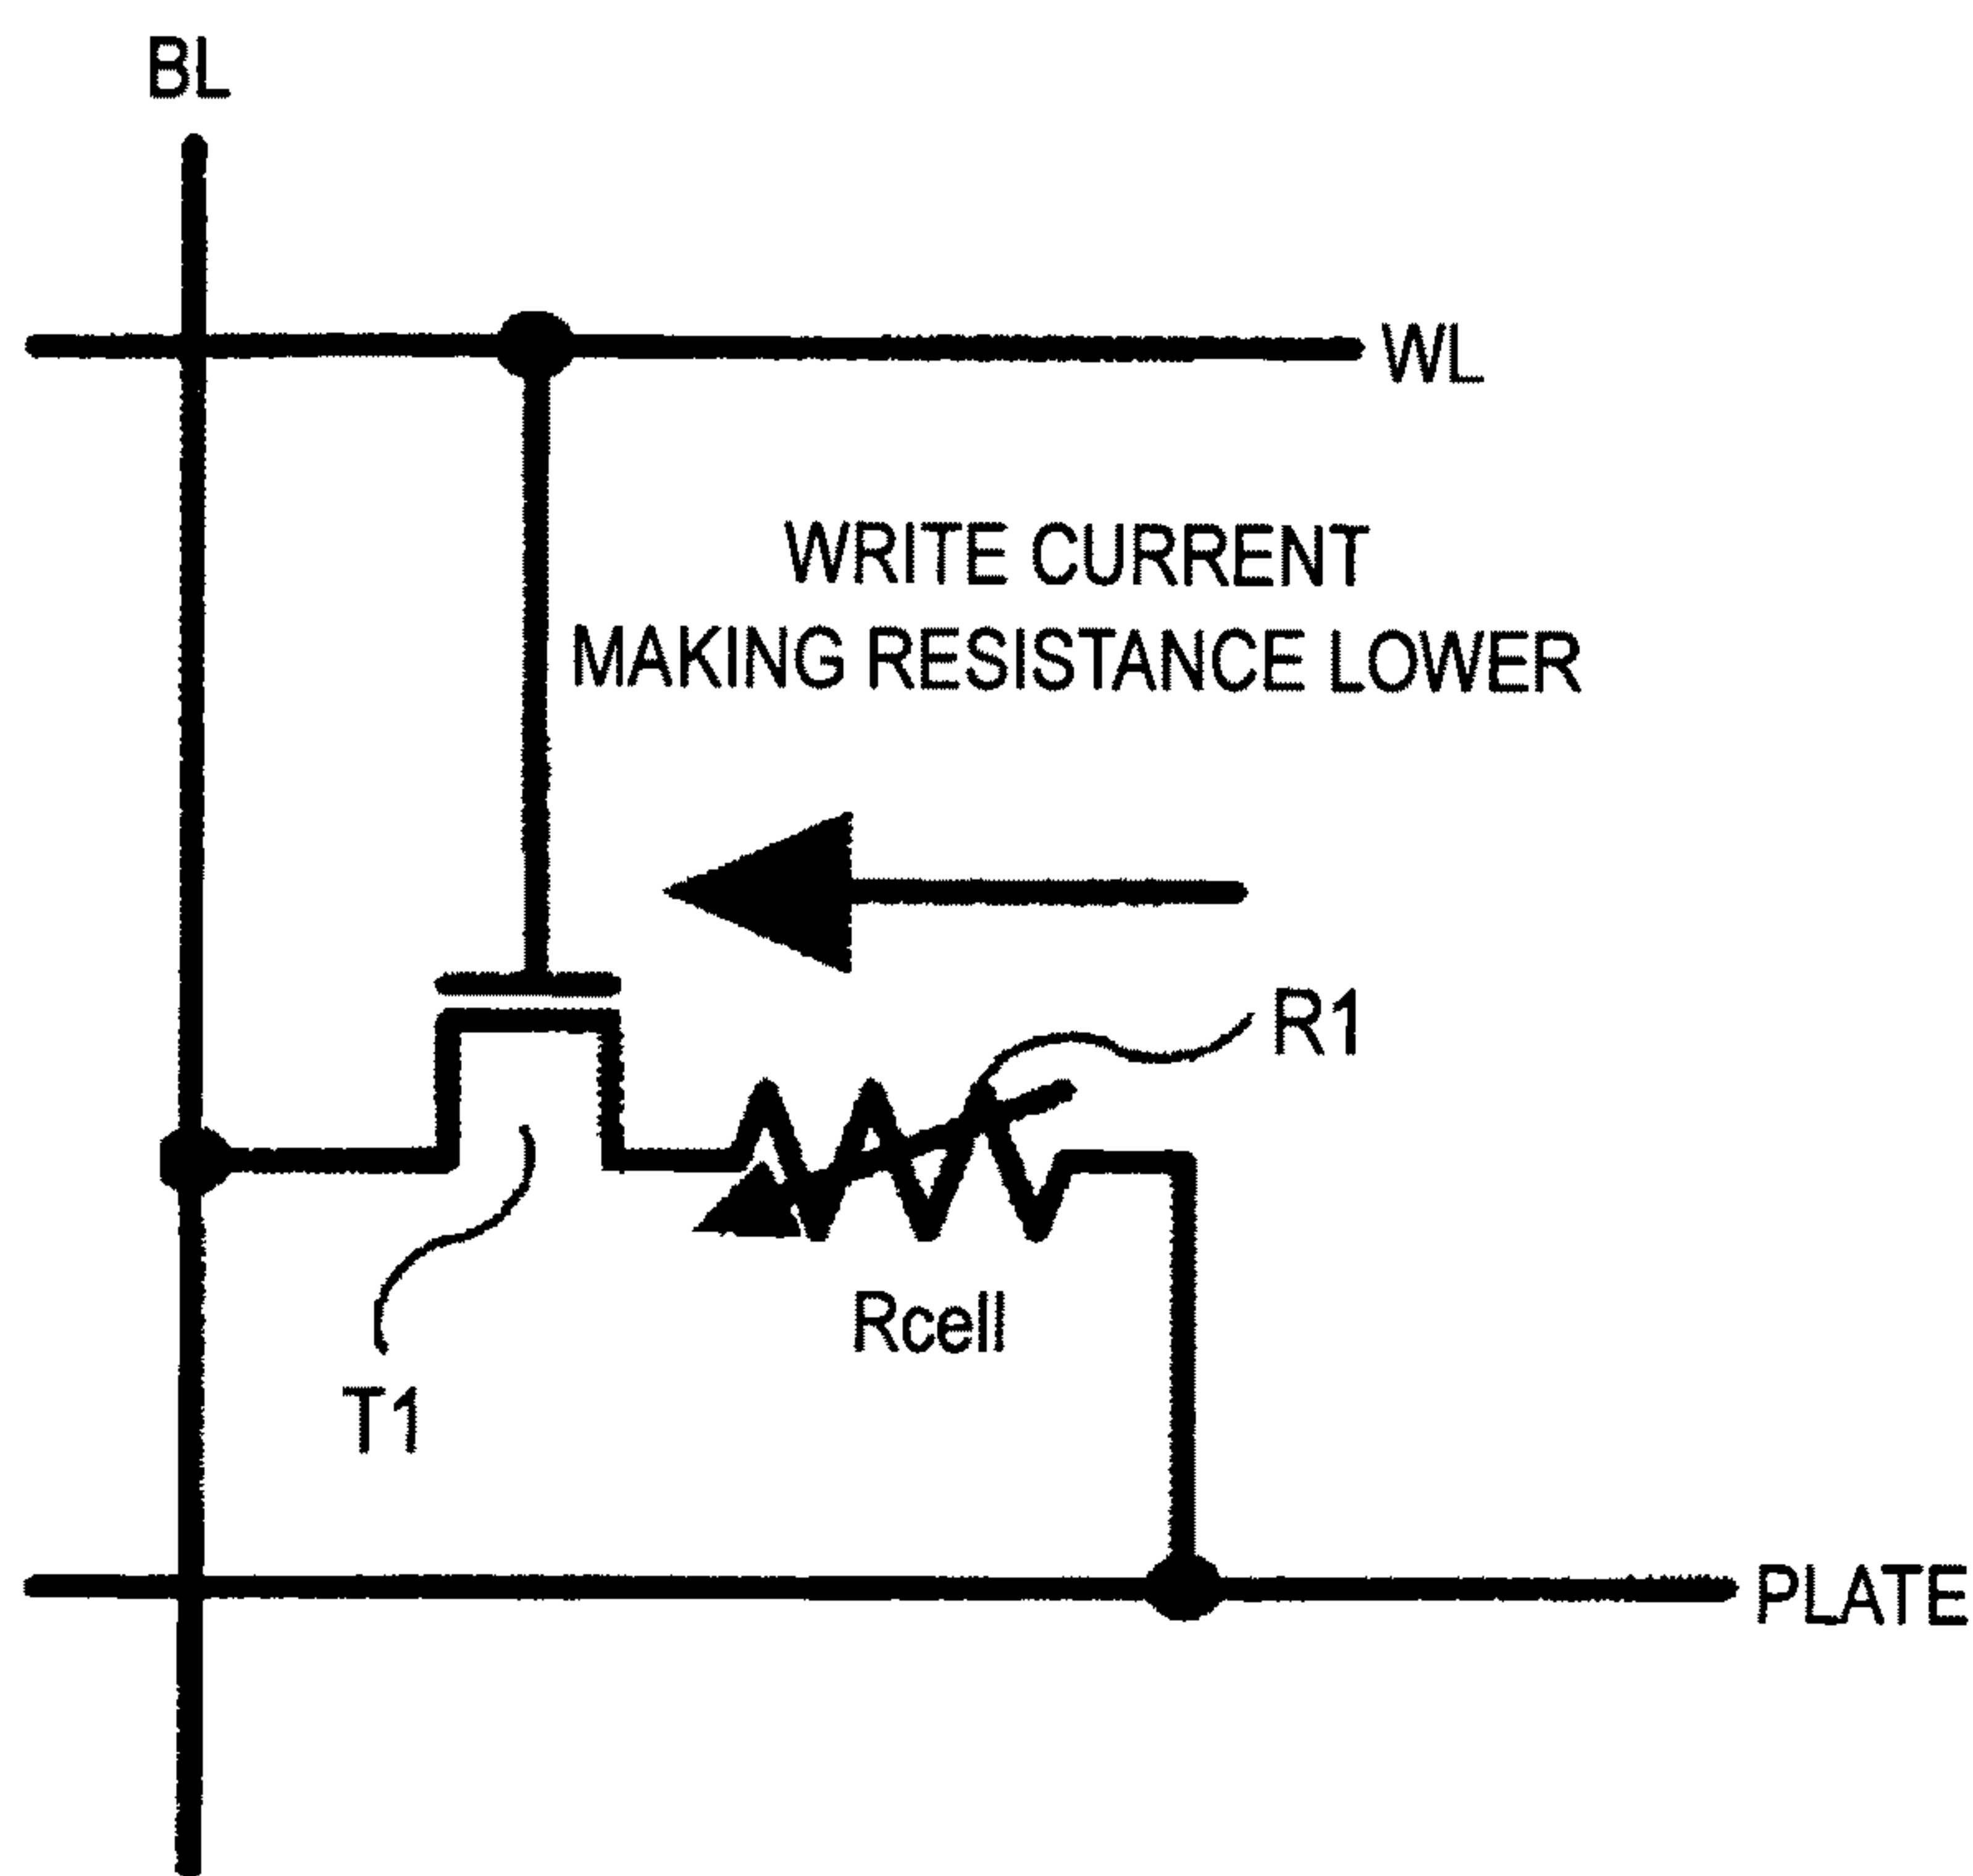 BL
WL
WRITE CURRENT
MAKING RESISTANCE LOWER
R1
Rcell
T1
PLATE